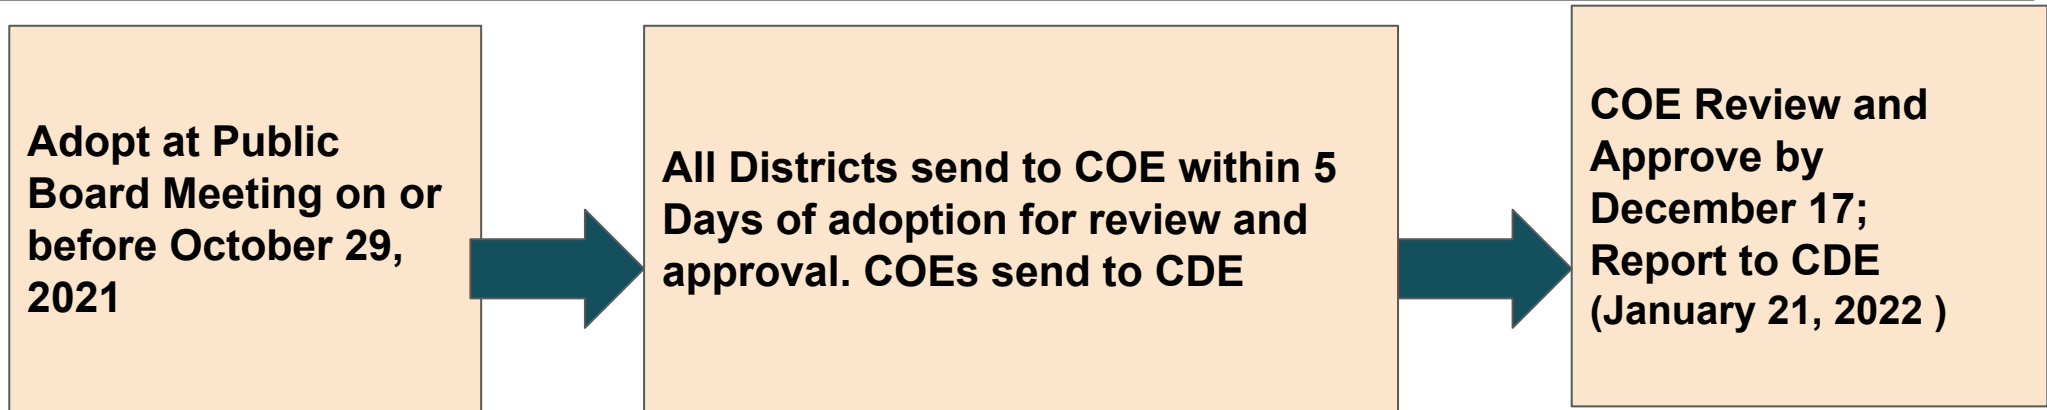 Adopt at Public
Board Meeting on or
before October 29,
2021
All Districts send to COE within 5
Days of adoption for review and
approval. COEs send to CDE
COE Review and
Approve by
December 17;
Report to CDE
(January 21, 2022 )